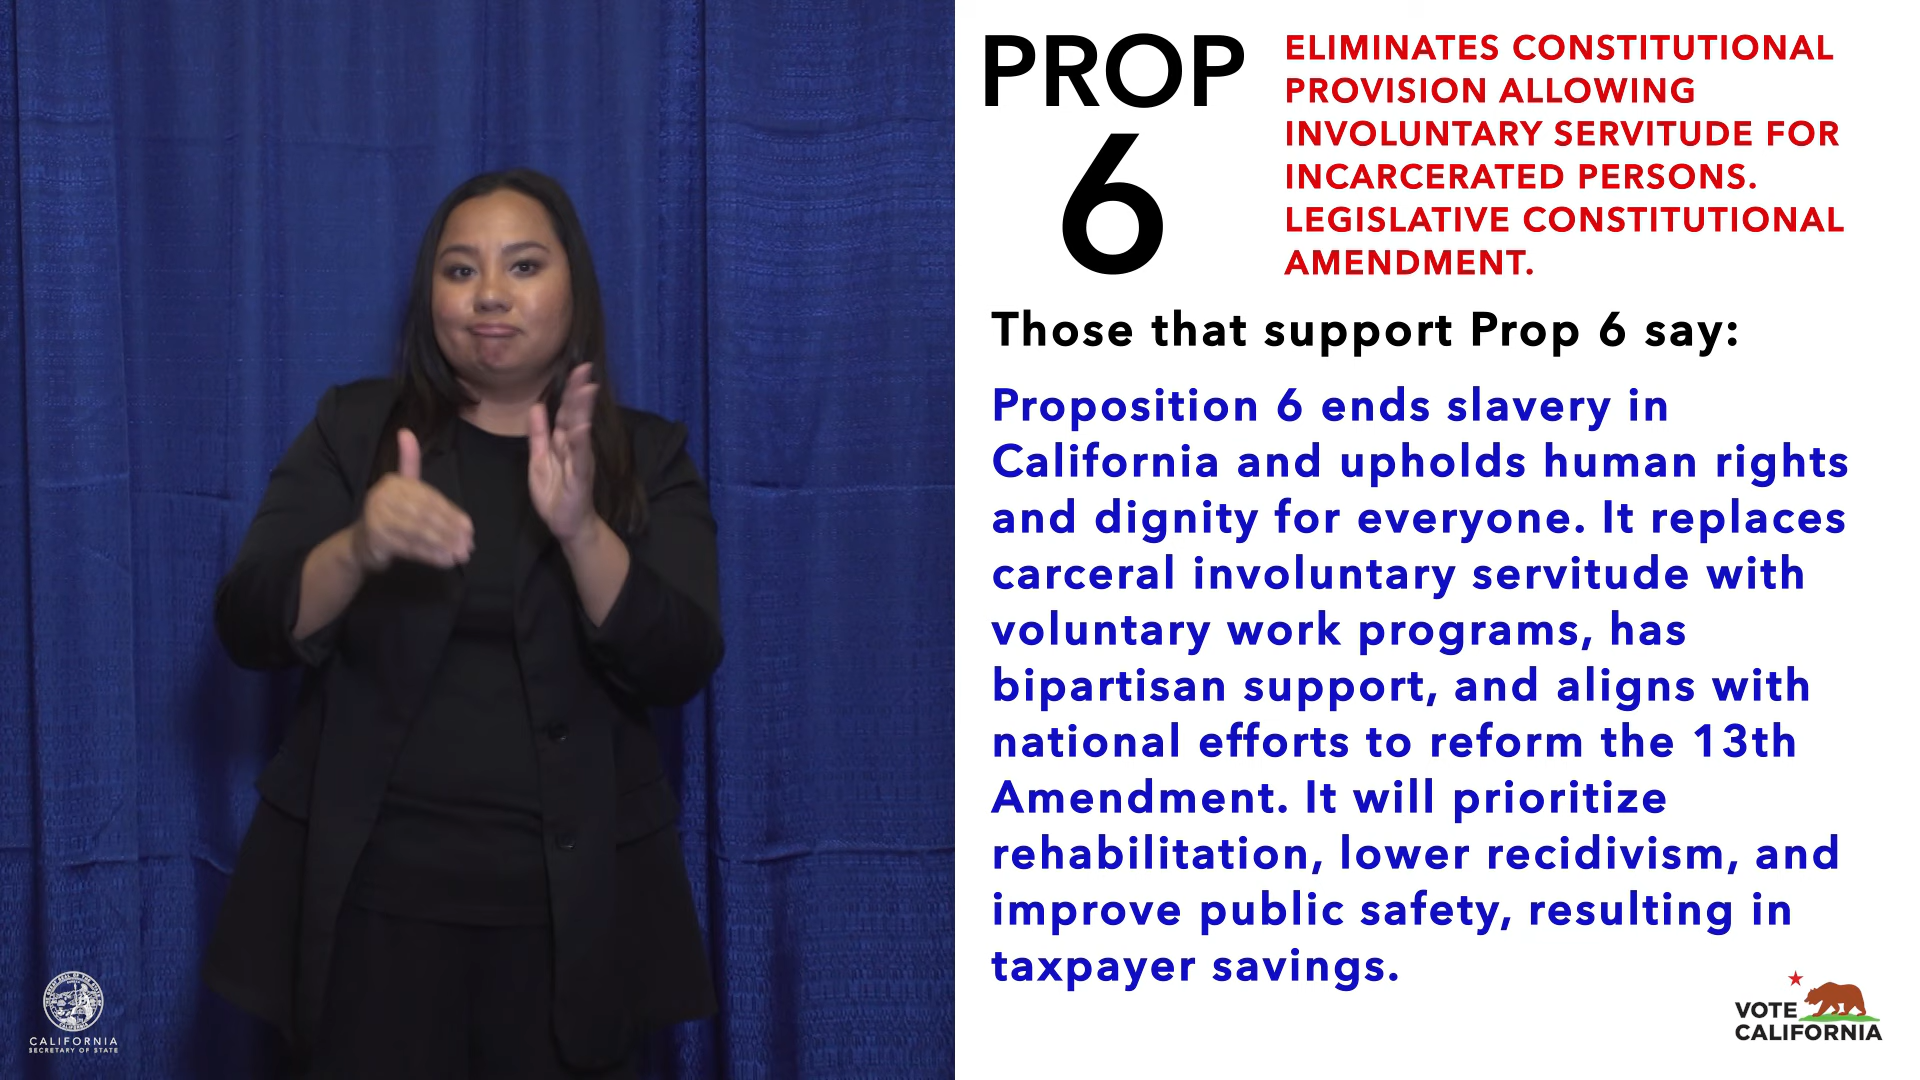 PROP
6
ELIMINATES CONSTITUTIONAL
PROVISION ALLOWING
INVOLUNTARY SERVITUDE FOR
INCARCERATED PERSONS.
LEGISLATIVE CONSTITUTIONAL
AMENDMENT.
Those that support Prop 6 say:
Proposition 6 ends slavery in
California and upholds human rights
and dignity for everyone. It replaces
carceral involuntary servitude with
voluntary work programs, has
bipartisan support, and aligns with
national efforts to reform the 13th
Amendment. It will prioritize
rehabilitation, lower recidivism, and
improve public safety, resulting in
taxpayer savings.
CALIFORNIA
SECRETARY OF STATE
VOTE
CALIFORNIA